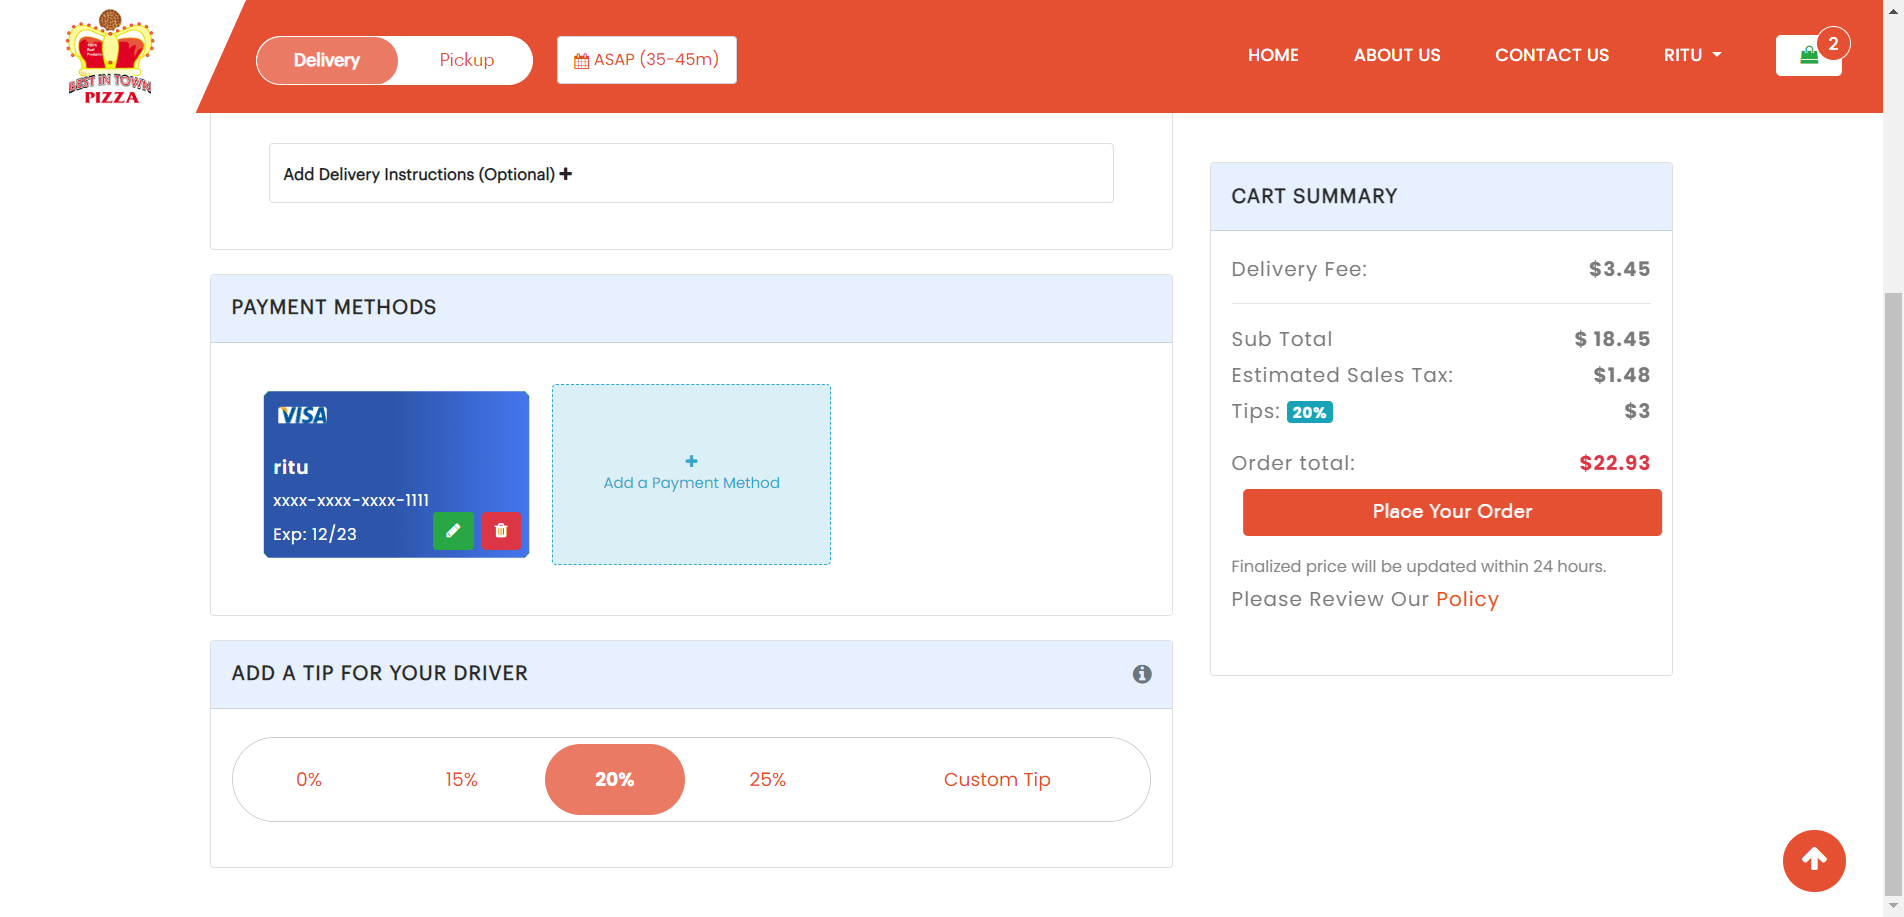 BEST IN TOWN
PIZZA
Delivery
Pickup
ASAP (35-45m)
HOME
ABOUT US
CONTACT US
RITU
2
Add Delivery Instructions (Optional)
PAYMENT METHODS
VISA
ritu
xxxx-xxxx-xxxx-1111
Exp: 12/23
+
Add a Payment Method
ADD A TIP FOR YOUR DRIVER
0%
15%
20%
25%
Custom Tip
CART SUMMARY
Delivery Fee: $3.45
Sub Total $ 18.45
Estimated Sales Tax: $1.48
Tips: 20% $3
Order total: $22.93
Place Your Order
Finalized price will be updated within 24 hours.
Please Review Our Policy